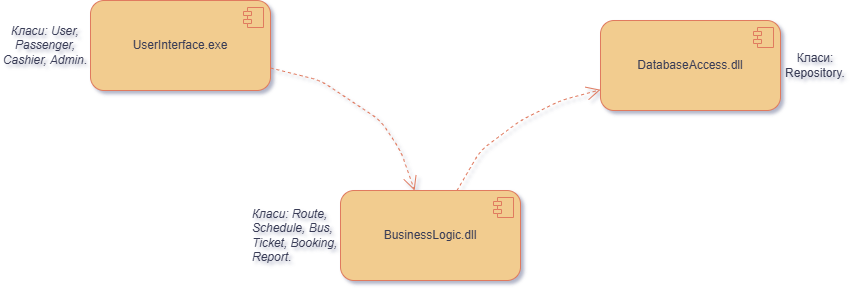 Класи: User,
Passenger,
Cashier, Admin.
UserInterface.exe
DatabaseAccess.dll
Класи:
Repository.
Класи: Route,
Schedule, Bus,
Ticket, Booking,
Report.
BusinessLogic.dll